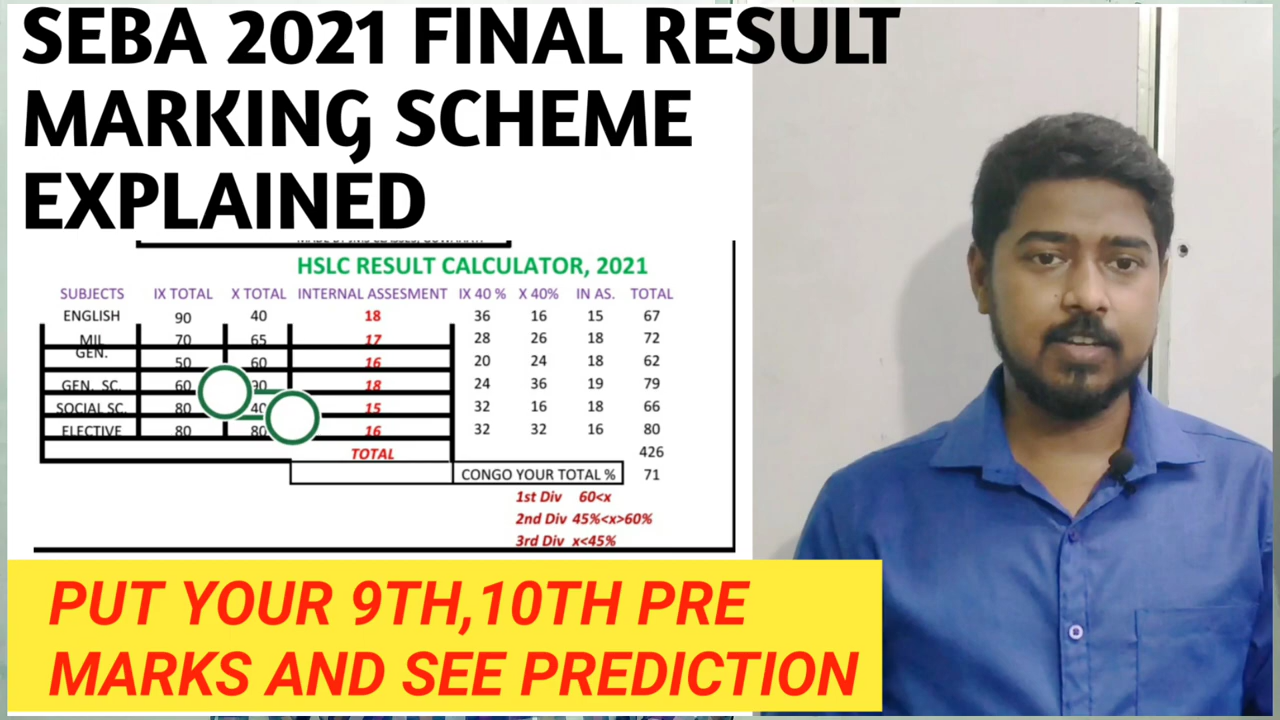 SEBA 2021 FINAL RESULT
MARKING SCHEME
EXPLAINED
HSLC RESULT CALCULATOR, 2021
SUBJECTS IX TOTAL X TOTAL INTERNAL ASSESMENT IX 40 % X 40% IN AS. TOTAL
ENGLISH 90 40 18 36 16 15 67
MIL 70 65 17 28 26 18 72
GEN. 50 60 16 20 24 18 62
GEN. SC. 60 90 18 24 36 19 79
SOCIAL SC. 80 40 15 32 16 18 66
ELECTIVE 80 80 16 32 32 16 80
TOTAL 426
CONGO YOUR TOTAL % 71
1st Div 60<x
2nd Div 45%<x>60%
3rd Div x<45%
PUT YOUR 9TH,10TH PRE
MARKS AND SEE PREDICTION